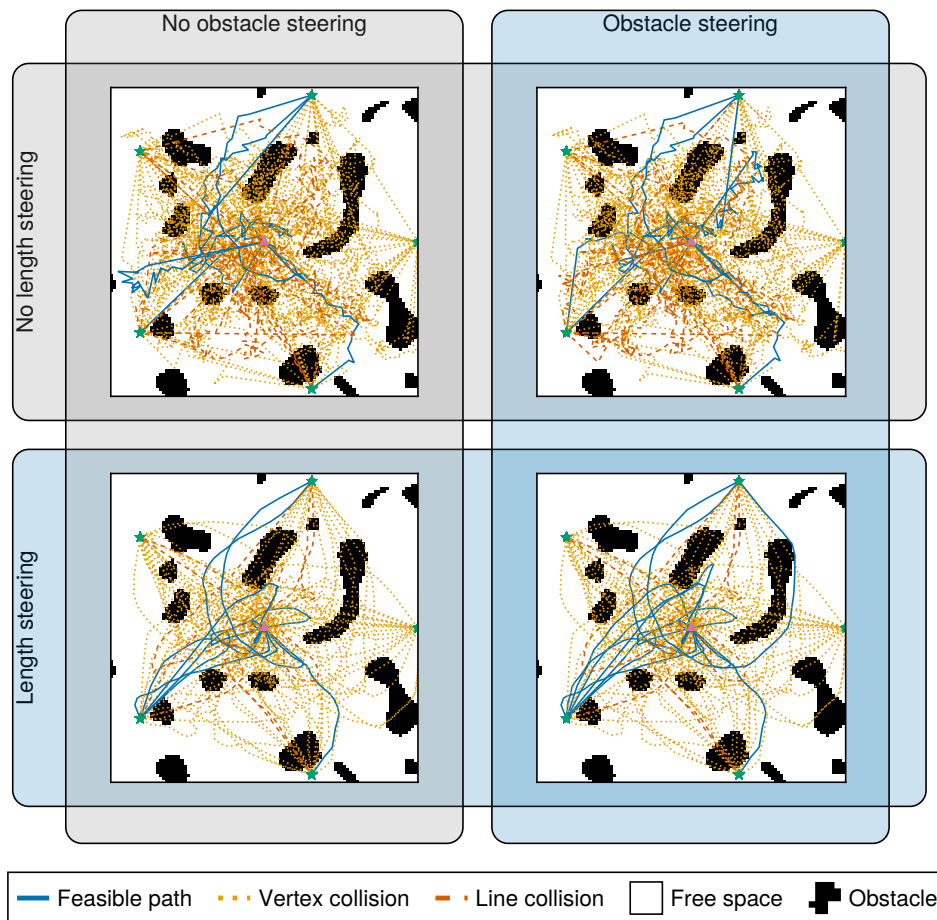 No obstacle steering
Obstacle steering
No length steering
Length steering
Feasible path
Vertex collision
Line collision
Free space
Obstacle